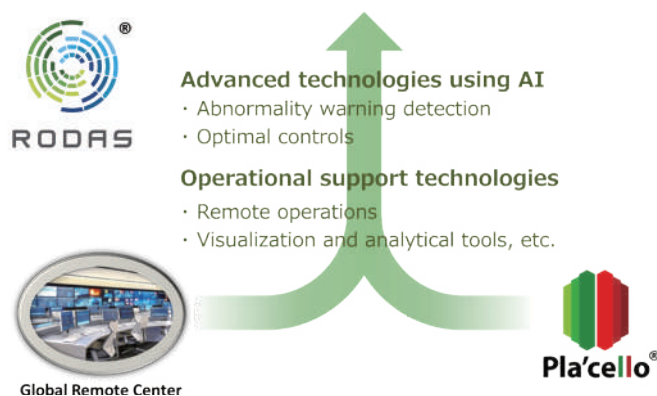 ®
RODAS
Advanced technologies using AI
・Abnormality warning detection
・Optimal controls
Operational support technologies
・Remote operations
・Visualization and analytical tools, etc.
Global Remote Center
Pla'cello®